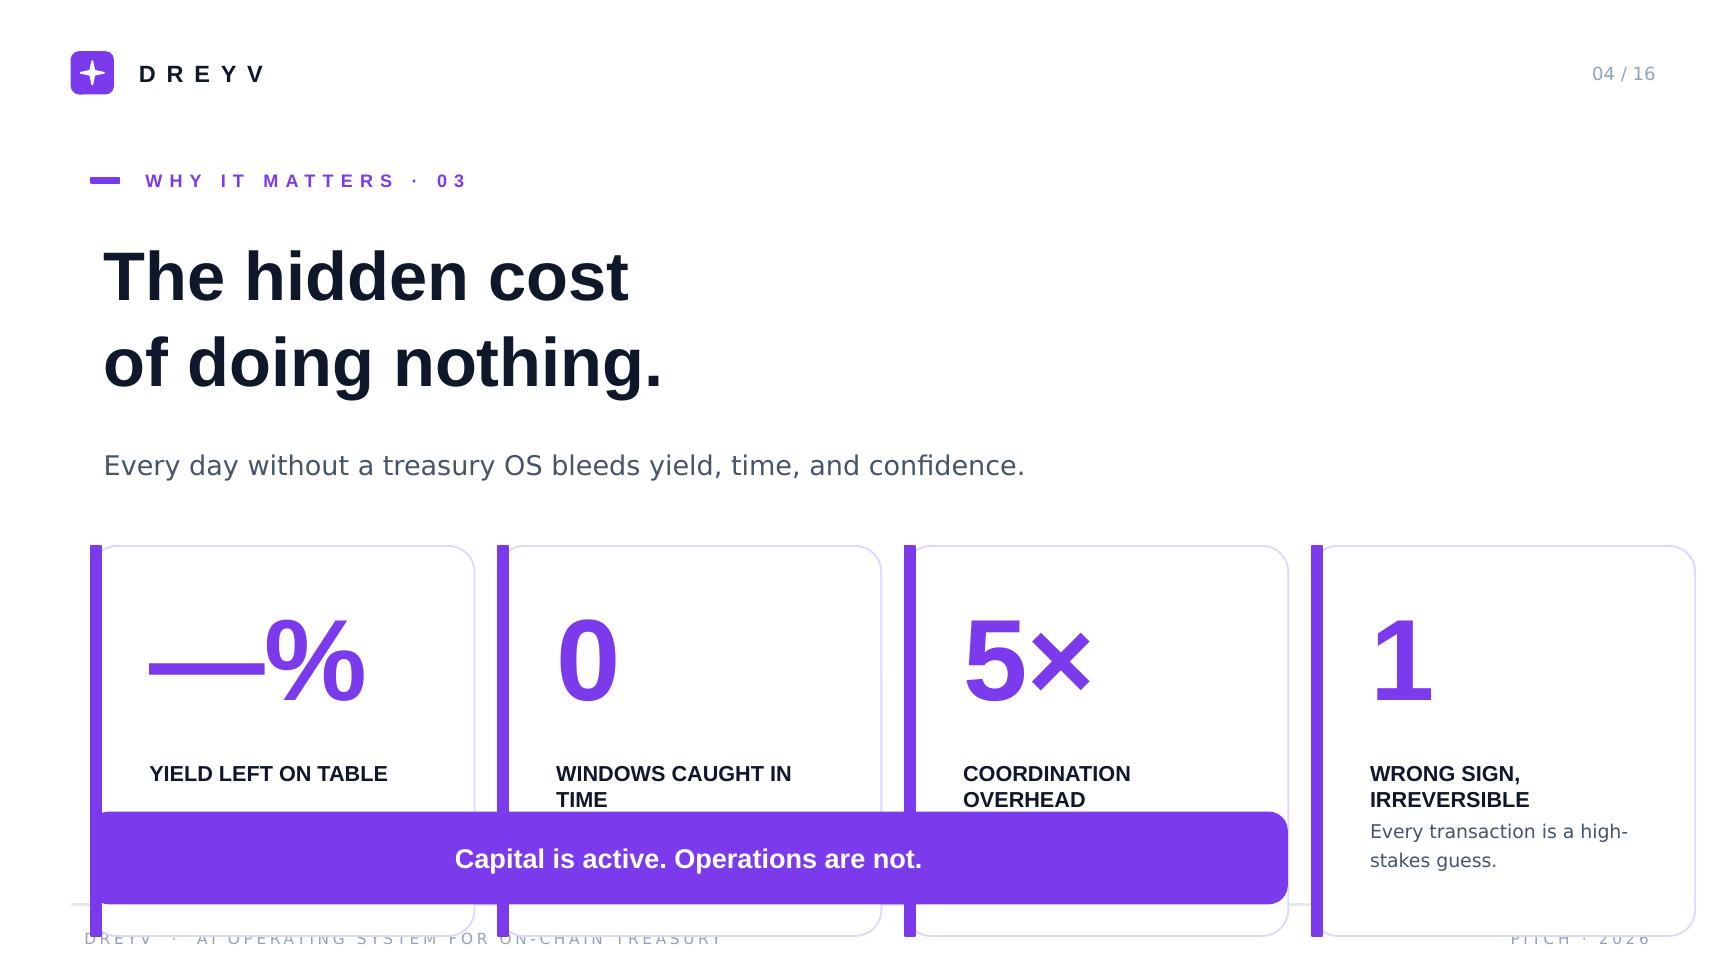 DREYV
04 / 16
WHY IT MATTERS · 03
The hidden cost
of doing nothing.
Every day without a treasury OS bleeds yield, time, and confidence.
—%
YIELD LEFT ON TABLE
0
WINDOWS CAUGHT IN
TIME
5×
COORDINATION
OVERHEAD
1
WRONG SIGN,
IRREVERSIBLE
Every transaction is a high-
stakes guess.
Capital is active. Operations are not.
DREYV · AI OPERATING SYSTEM FOR ON-CHAIN TREASURY
PITCH · 2026